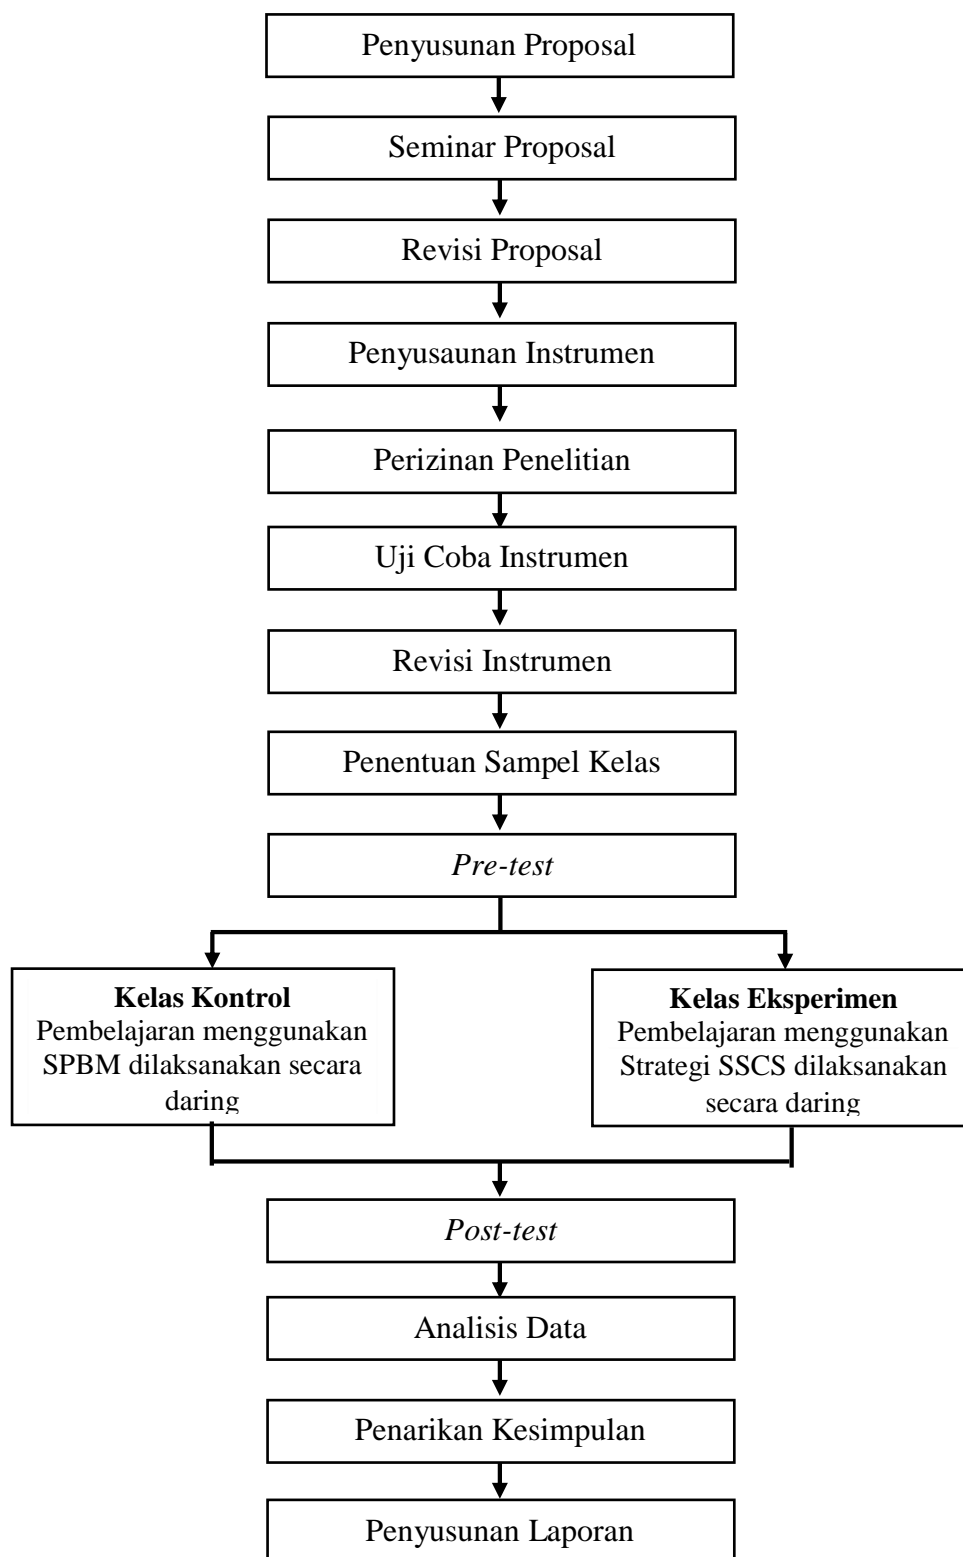 Penyusunan Proposal
Seminar Proposal
Revisi Proposal
Penyusaunan Instrumen
Perizinan Penelitian
Uji Coba Instrumen
Revisi Instrumen
Penentuan Sampel Kelas
Pre-test
Kelas Kontrol
Pembelajaran menggunakan
SPBM dilaksanakan secara
daring
Kelas Eksperimen
Pembelajaran menggunakan
Strategi SSCS dilaksanakan
secara daring
Post-test
Analisis Data
Penarikan Kesimpulan
Penyusunan Laporan